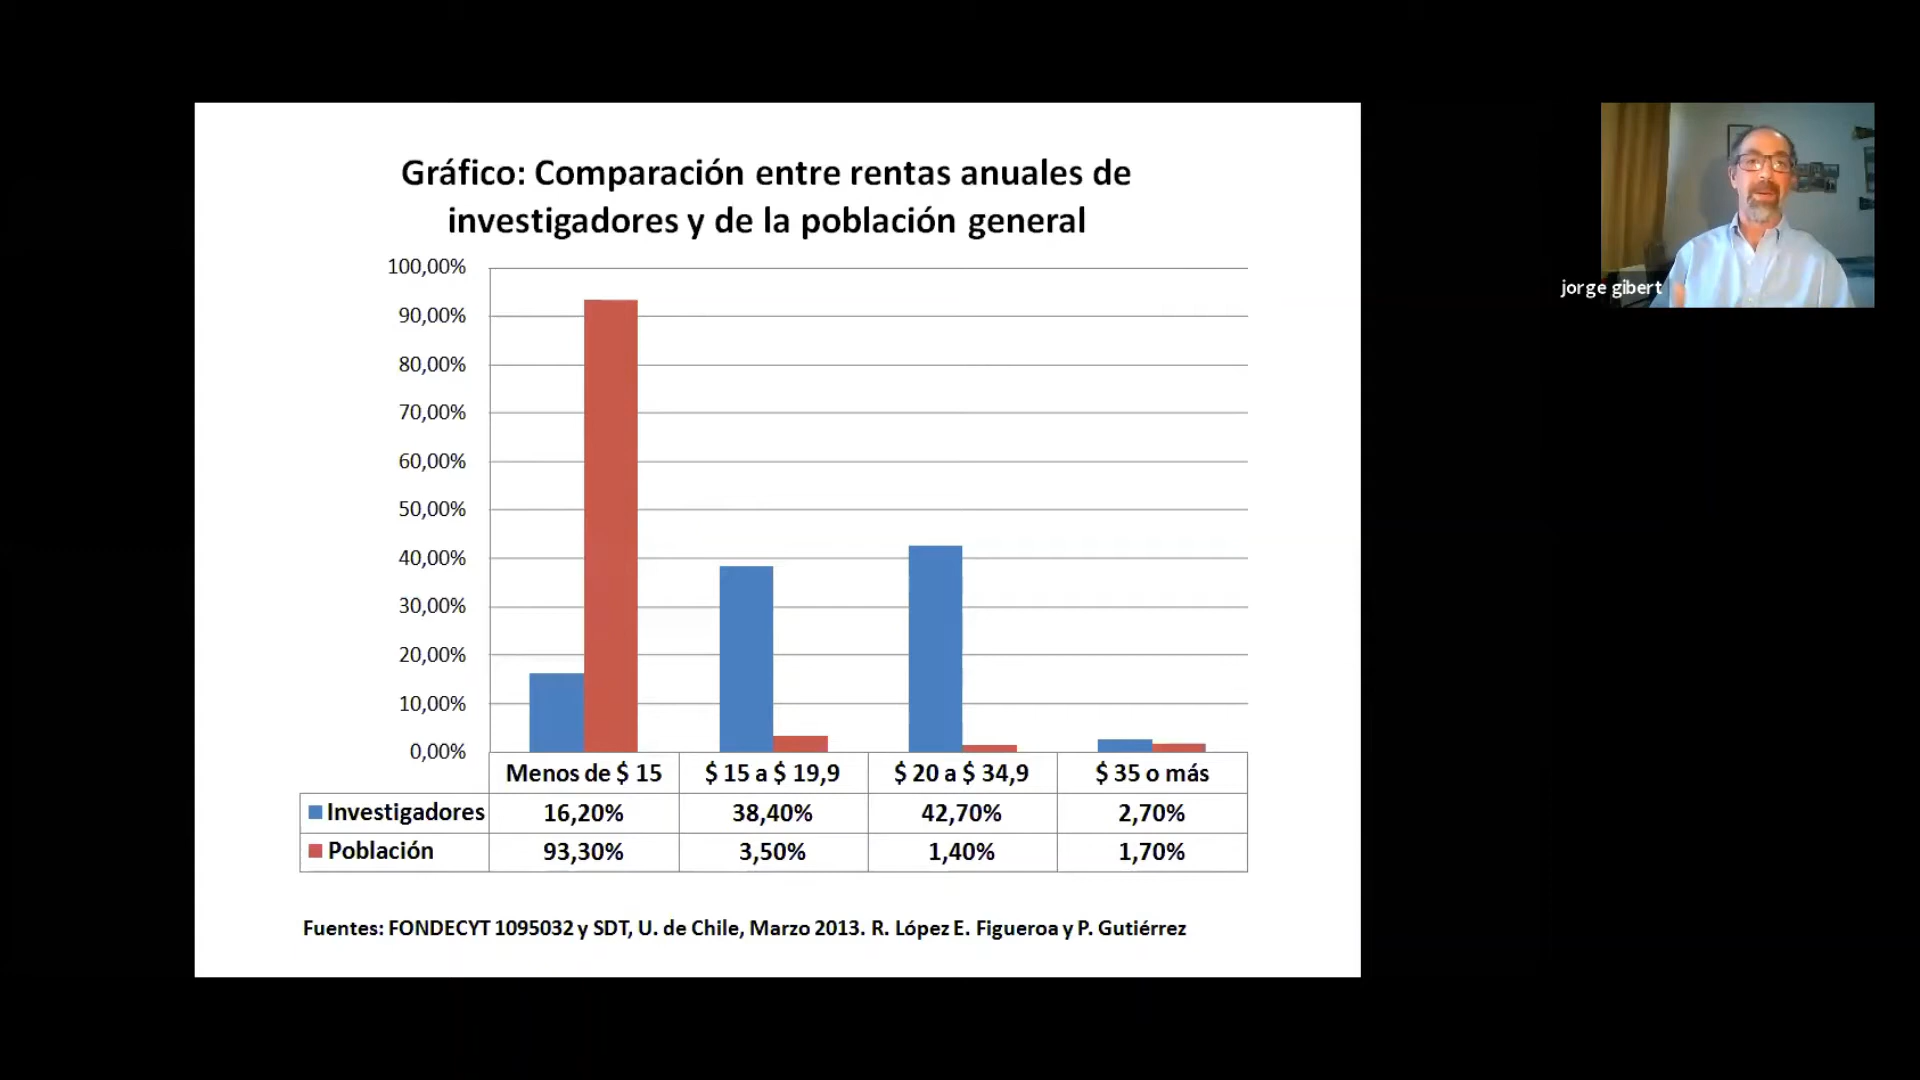 Gráfico: Comparación entre rentas anuales de
investigadores y de la población general
100,00%
90,00%
80,00%
70,00%
60,00%
50,00%
40,00%
30,00%
20,00%
10,00%
0,00%
Menos de $ 15 $ 15 a $ 19,9 $ 20 a $ 34,9 $ 35 o más
Investigadores 16,20% 38,40% 42,70% 2,70%
Población 93,30% 3,50% 1,40% 1,70%
Fuentes: FONDECYT 1095032 y SDT, U. de Chile, Marzo 2013. R. López E. Figueroa y P. Gutiérrez
jorge gibert